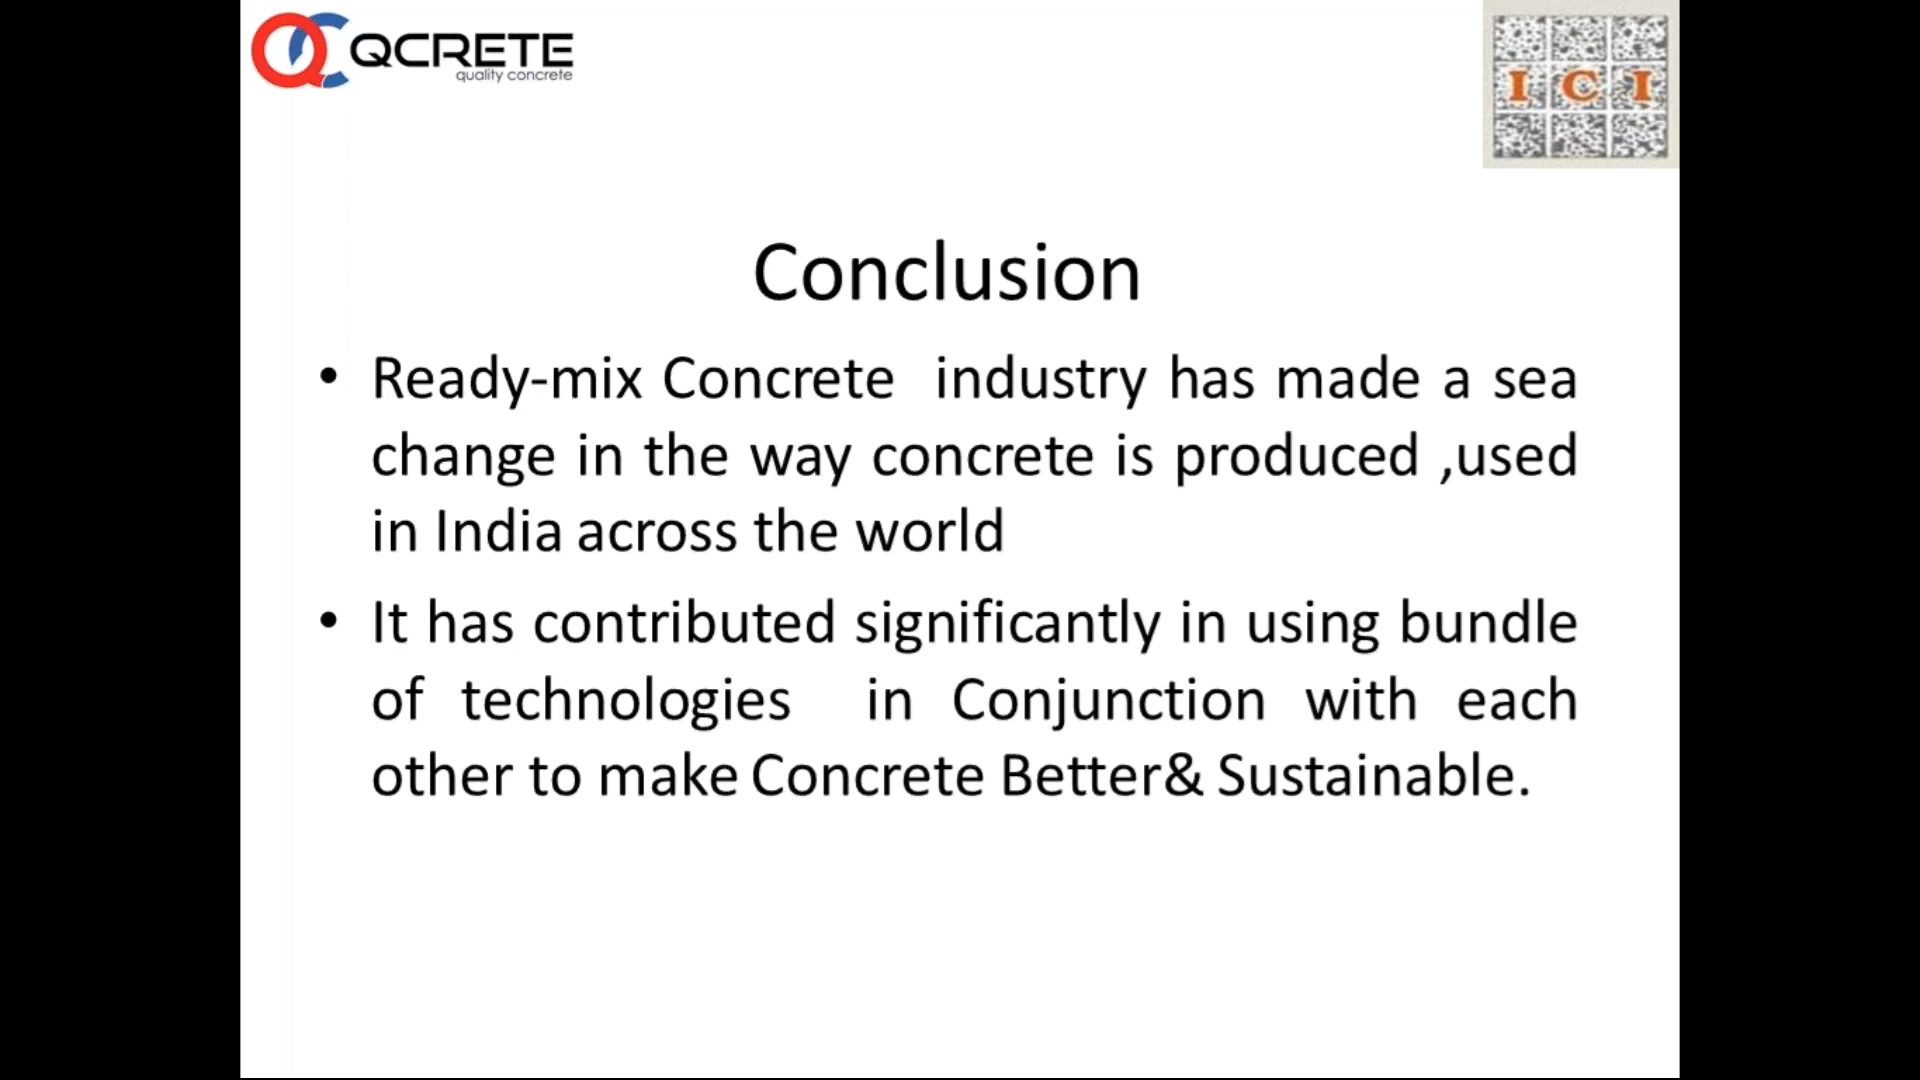 QCRETE
quality concrete
I C I
Conclusion
• Ready-mix Concrete  industry has made a sea
change in the way concrete is produced ,used
in India across the world
• It has contributed significantly in using bundle
of technologies  in Conjunction with each
other to make Concrete Better& Sustainable.